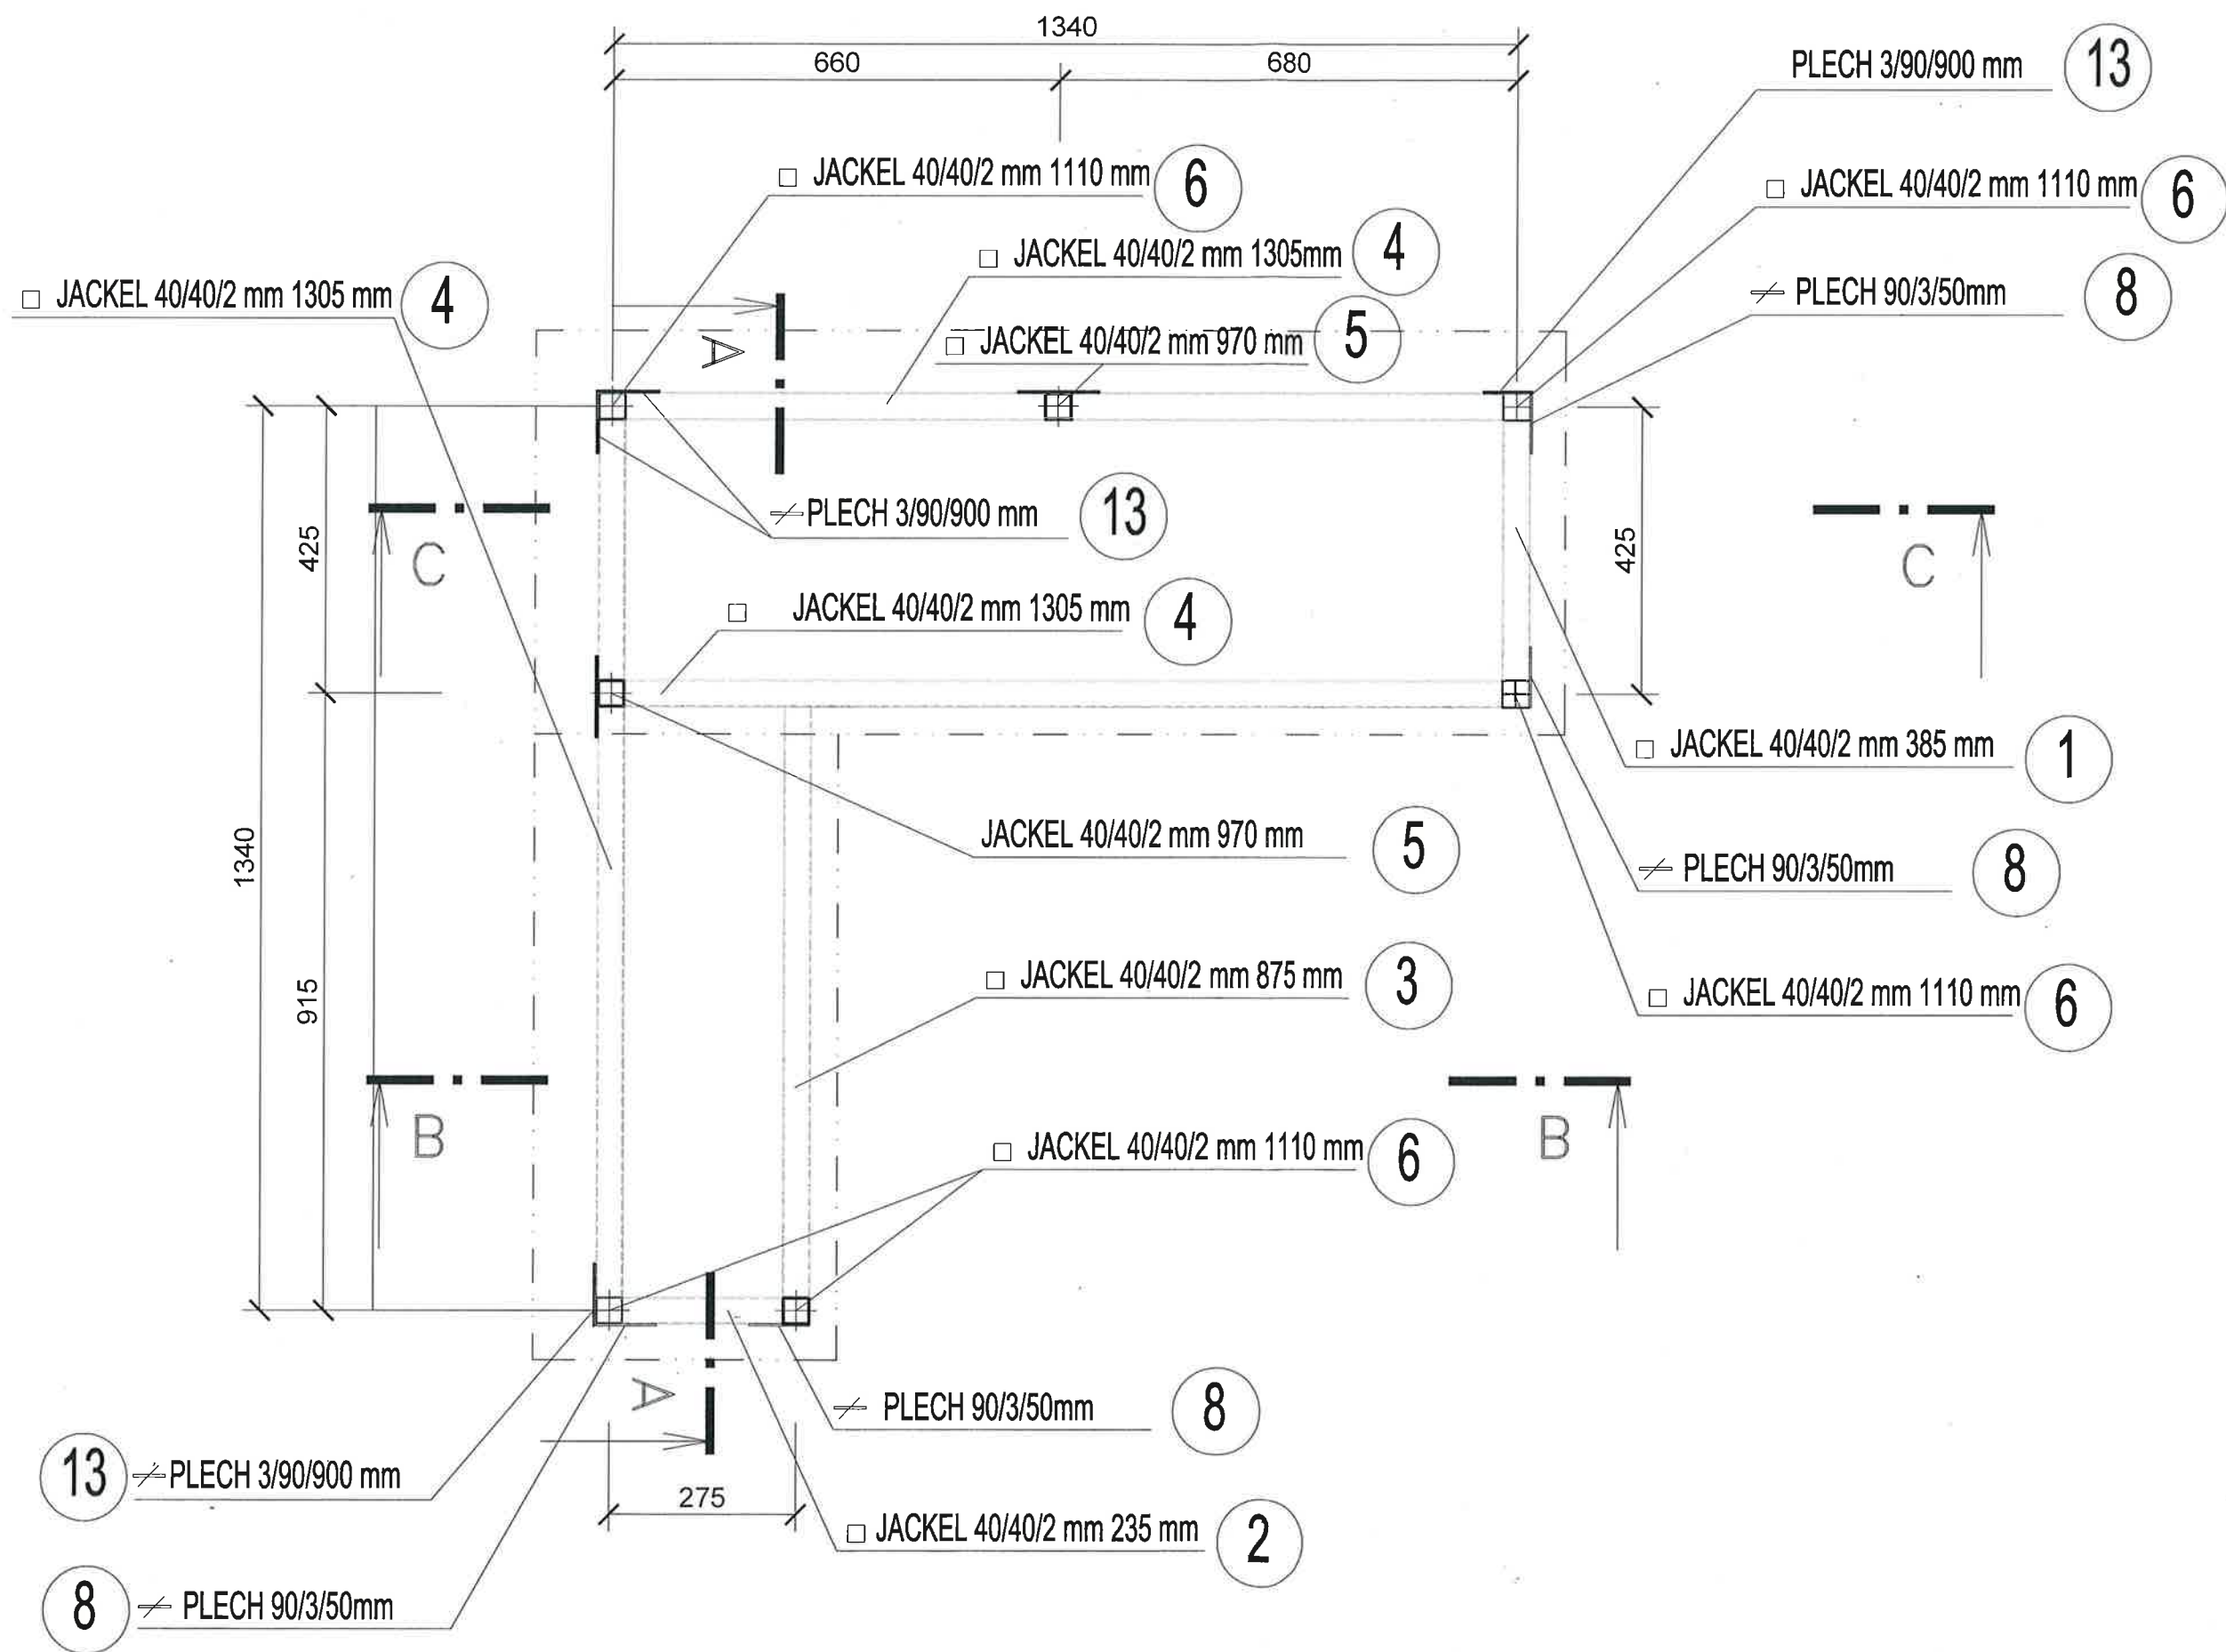 1340
660
680
PLECH 3/90/900 mm 13
□ JACKEL 40/40/2 mm 1110 mm 6
□ JACKEL 40/40/2 mm 1110 mm 6
□ JACKEL 40/40/2 mm 1305mm 4
□ JACKEL 40/40/2 mm 1305 mm 4
PLECH 90/3/50mm 8
□ JACKEL 40/40/2 mm 970 mm 5
A
PLECH 3/90/900 mm 13
425
425
C
C
□ JACKEL 40/40/2 mm 1305 mm 4
□ JACKEL 40/40/2 mm 385 mm 1
JACKEL 40/40/2 mm 970 mm 5
1340
PLECH 90/3/50mm 8
□ JACKEL 40/40/2 mm 875 mm 3
915
□ JACKEL 40/40/2 mm 1110 mm 6
B
B
□ JACKEL 40/40/2 mm 1110 mm 6
A
PLECH 90/3/50mm 8
13 PLECH 3/90/900 mm
275
□ JACKEL 40/40/2 mm 235 mm 2
8 PLECH 90/3/50mm